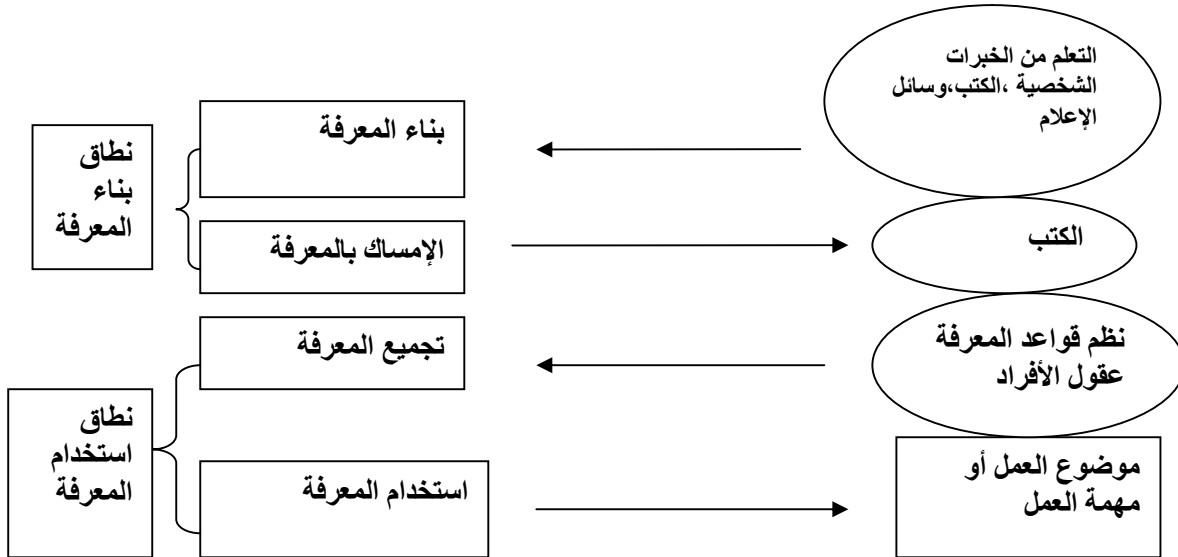 التعلم من الخبرات
الشخصية ،الكتب،وسائل
الإعلام
بناء المعرفة
نطاق
بناء
المعرفة
الكتب
الإمساك بالمعرفة
نظم قواعد المعرفة
عقول الأفراد
تجميع المعرفة
نطاق
استخدام
المعرفة
موضوع العمل أو
مهمة العمل
استخدام المعرفة